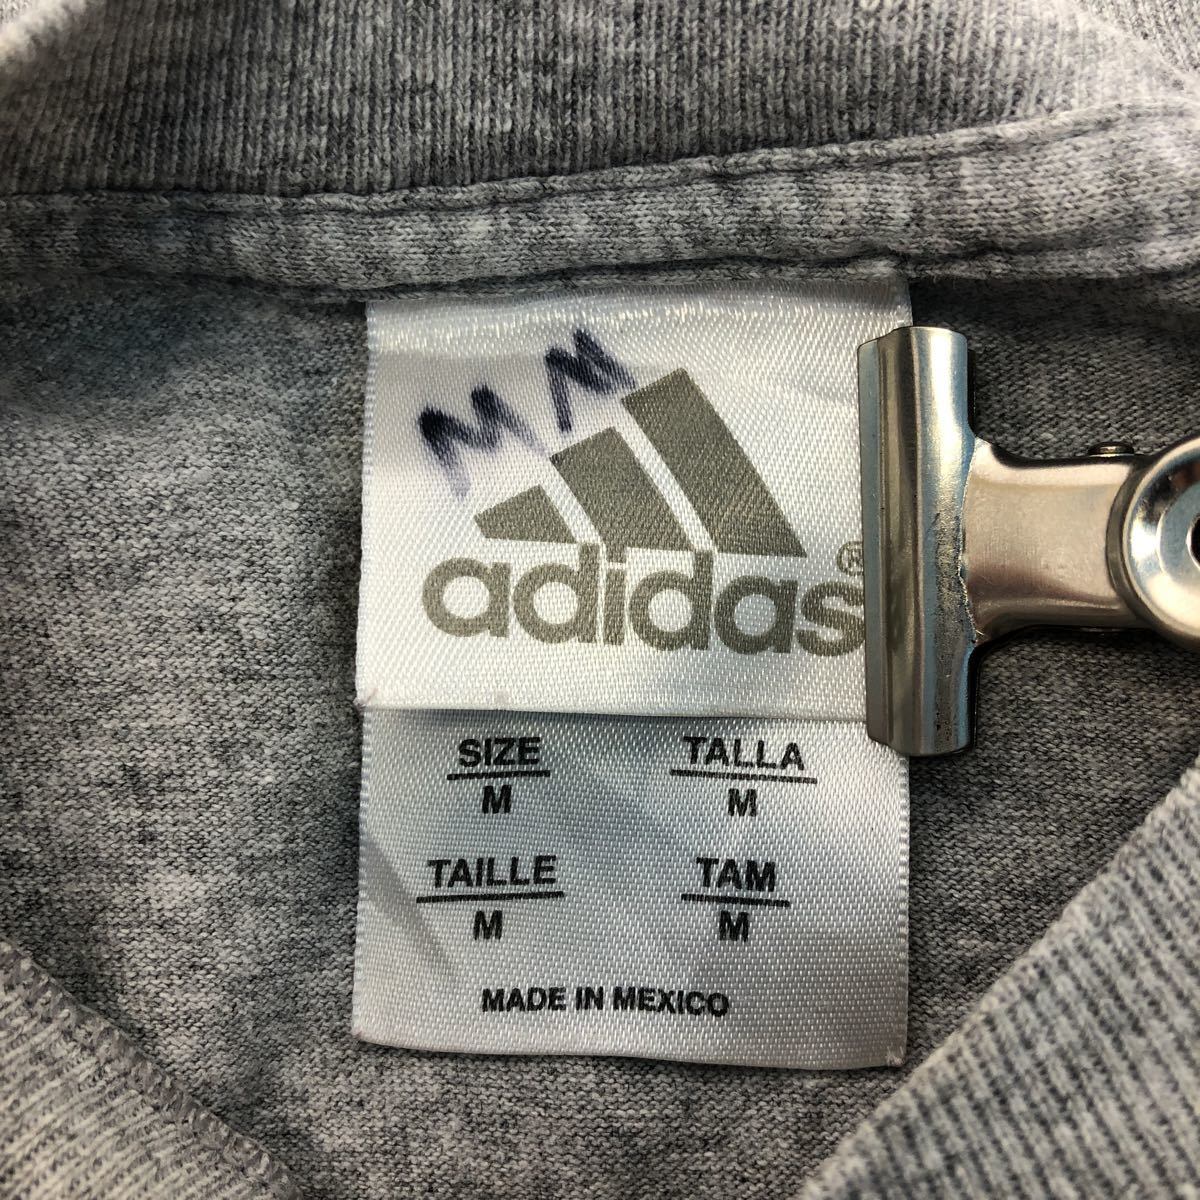 MM
adidas®
SIZE TALLA
M M
TAILLE TAM
M M
MADE IN MEXICO